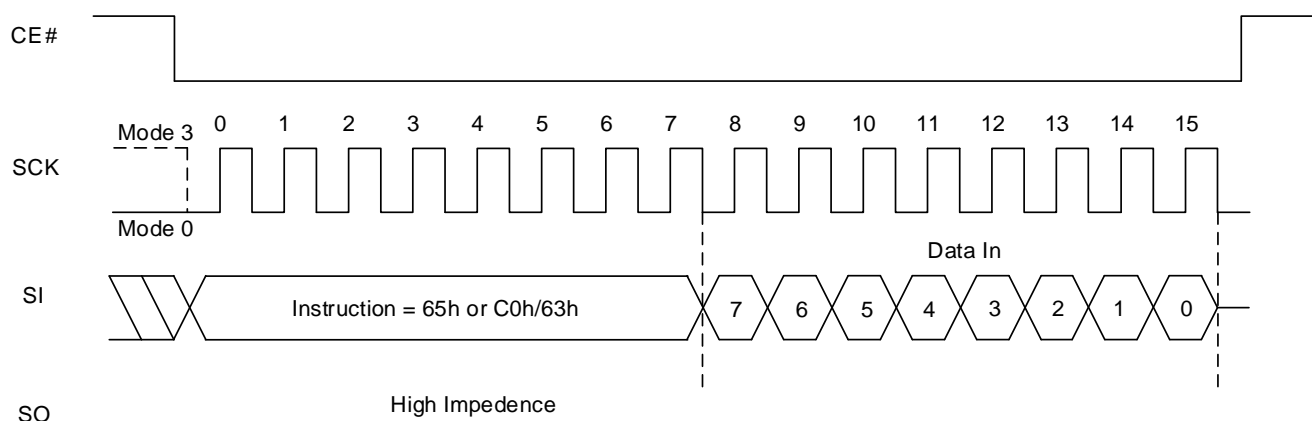 CE#
Mode 3
0 1 2 3 4 5 6 7 8 9 10 11 12 13 14 15
SCK
Mode 0
Data In
SI
Instruction = 65h or C0h/63h
7 6 5 4 3 2 1 0
High Impedence
SO